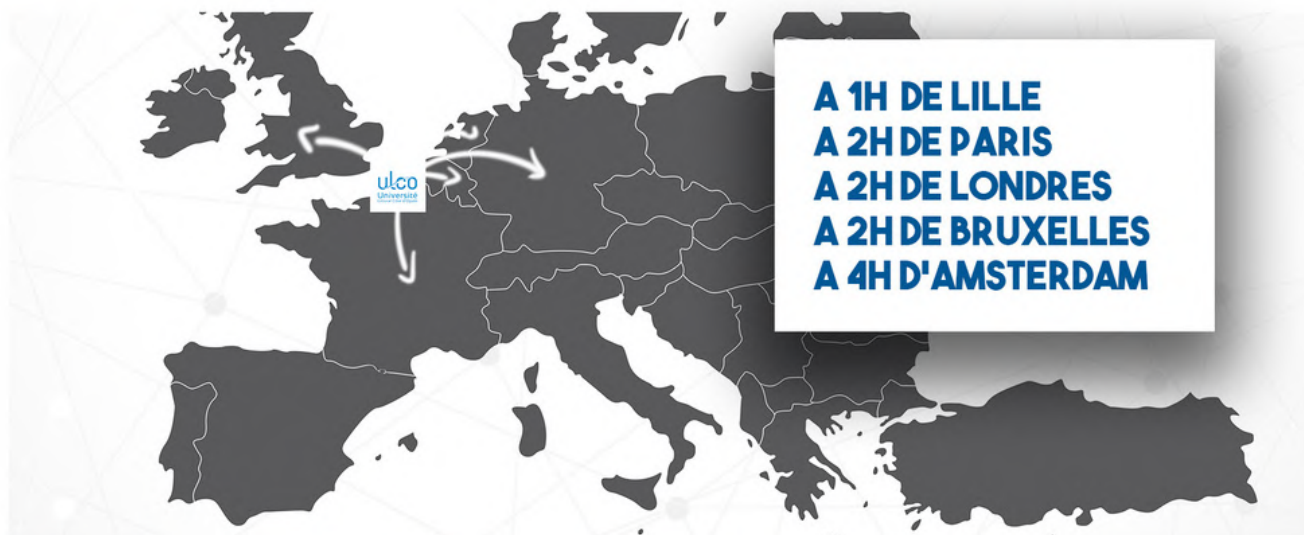 ulco
Université
A 1H DE LILLE
A 2H DE PARIS
A 2H DE LONDRES
A 2H DE BRUXELLES
A 4H D'AMSTERDAM